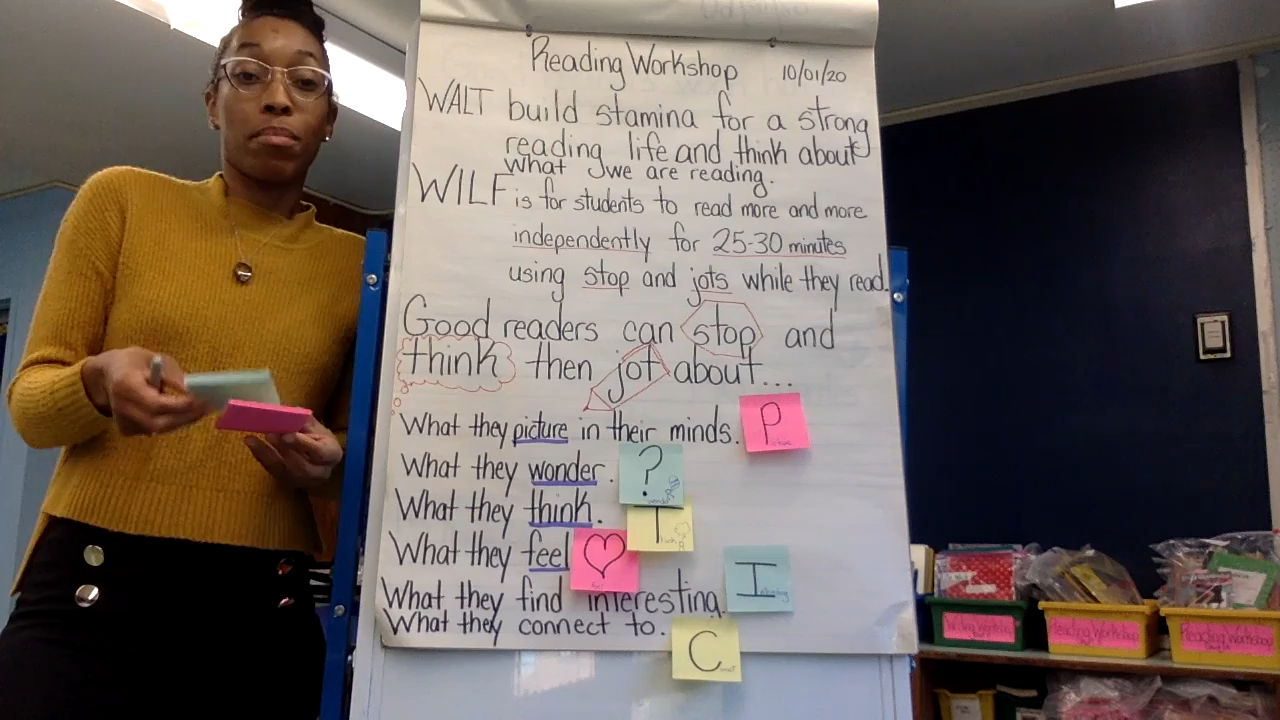 Reading Workshop 10/01/20
WALT build stamina for a strong
reading life and think about
what we are reading.
WILF is for students to read more and more
independently for 25-30 minutes
using stop and jots while they read.
Good readers can stop and
think then jot about...
What they picture in their minds. P
What they wonder. ?
wonder
What they think. T
think
What they feel
feel
What they find interesting. I
What they connect to. C
Writing Workshop
Reading Workshop
Reading Workshop